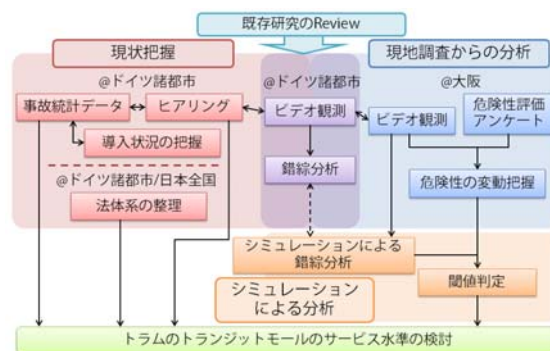 既存研究のReview
現状把握
現地調査からの分析
@ドイツ諸都市
@ドイツ諸都市
@大阪
事故統計データ
ヒアリング
ビデオ観測
ビデオ観測
危険性評価
アンケート
導入状況の把握
錯綜分析
危険性の変動把握
@ドイツ諸都市/日本全国
法体系の整理
シミュレーションによる
錯綜分析
閾値判定
シミュレーション
による分析
トラムのトランジットモールのサービス水準の検討